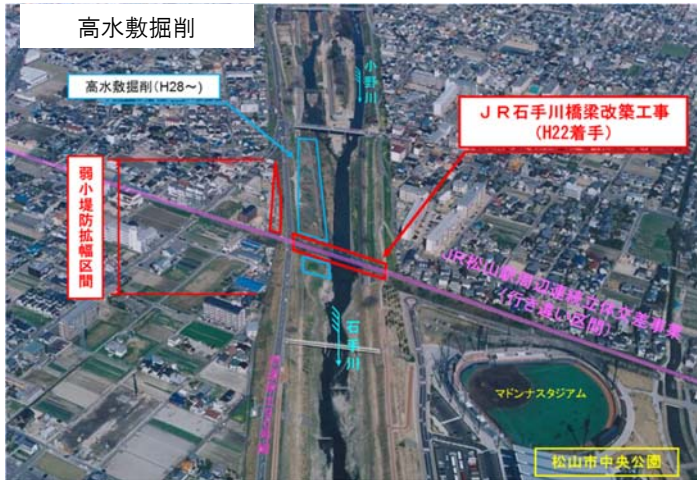 高水敷掘削
小野川
高水敷掘削(H28～)
JR石手川橋梁改築工事
(H22着手)
弱小堤防拡幅区間
JR松山駅周辺連続立体交差事業
(行き違い区間)
石手川
マドンナスタジアム
松山市中央公園